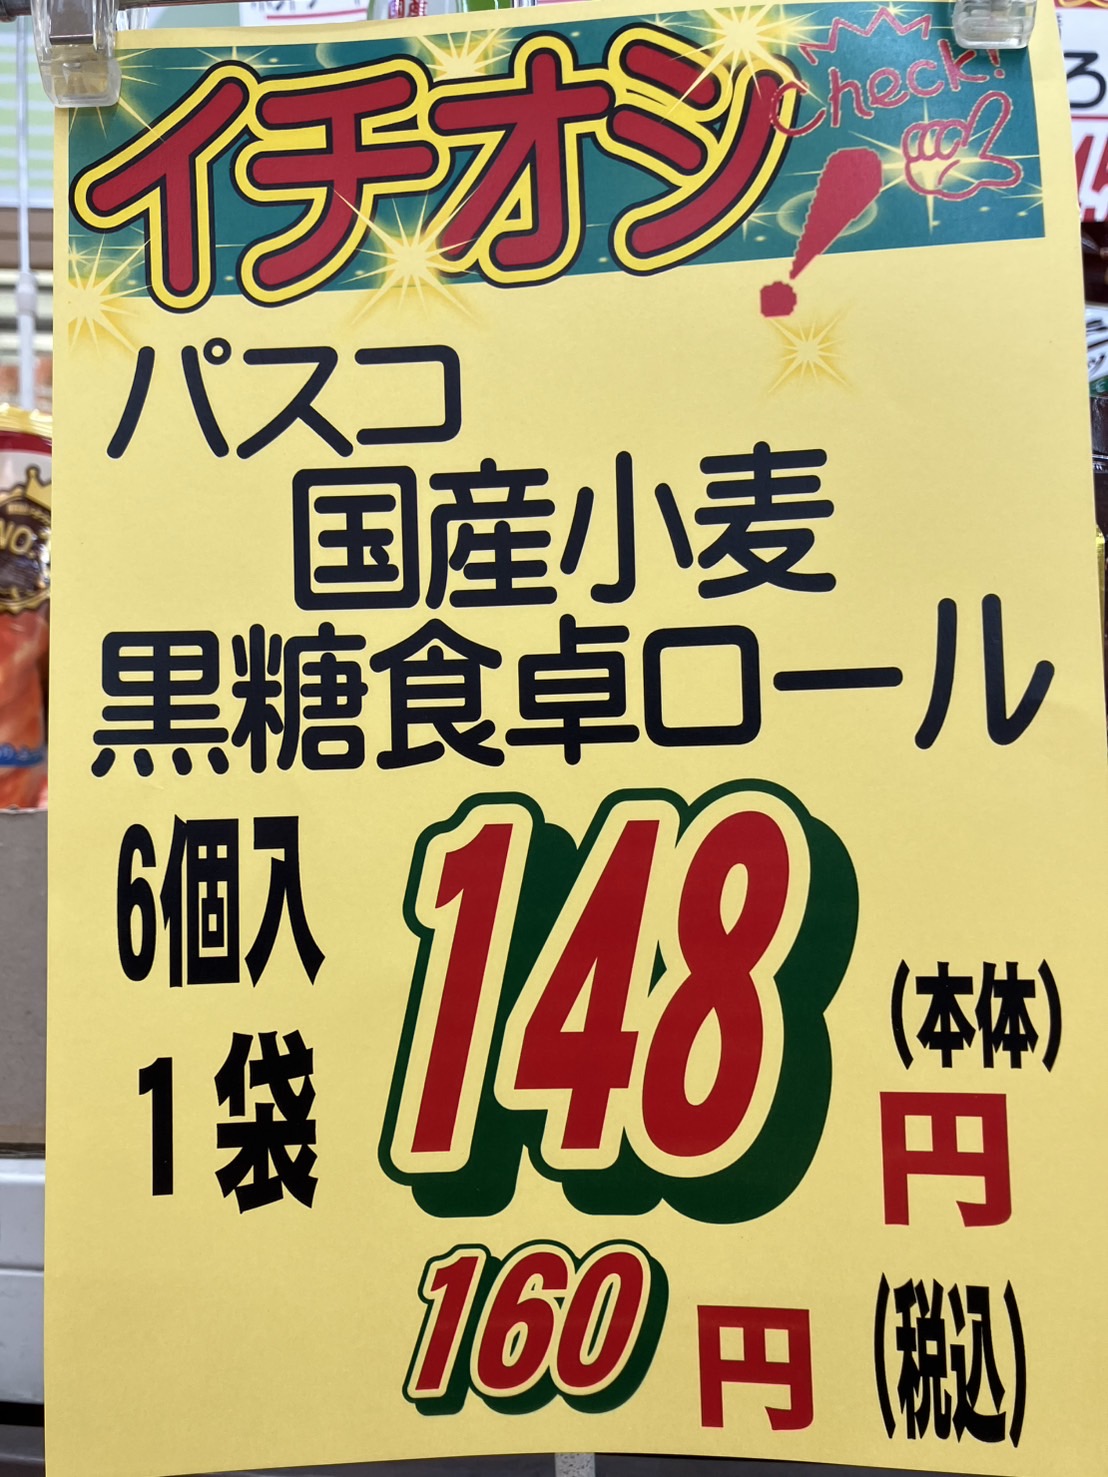 イチオシ!
Check!
パスコ
国産小麦
黒糖食卓ロール
6個入
1袋
148
(本体)
円
160円(税込)
NO.